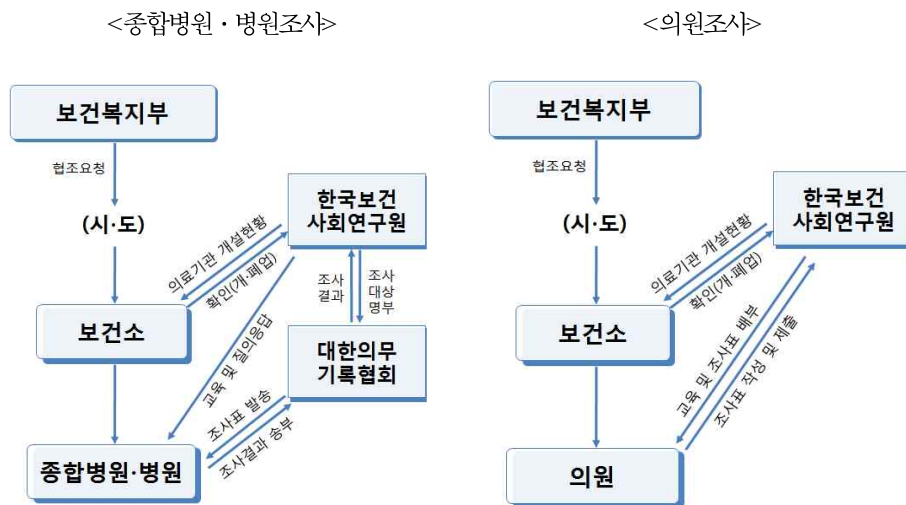 <종합병원・병원조사>
보건복지부
협조요청
(시·도)
한국보건
사회연구원
의료기관 개설현황
확인(개·폐업)
조사
결과
조사
대상
명부
보건소
교육 및 질의응답
대한의무
기록협회
조사표 발송
조사결과 송부
종합병원·병원
<의원조사>
보건복지부
협조요청
(시·도)
한국보건
사회연구원
의료기관 개설현황
확인(개·폐업)
보건소
교육 및 조사표 배부
조사표 작성 및 제출
의원